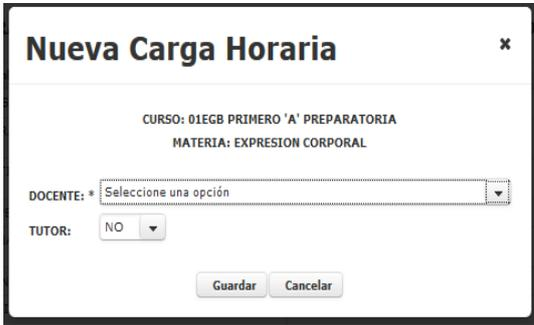 Nueva Carga Horaria
CURSO: 01EGB PRIMERO 'A' PREPARATORIA
MATERIA: EXPRESION CORPORAL
DOCENTE: * Seleccione una opción
TUTOR: NO
Guardar Cancelar